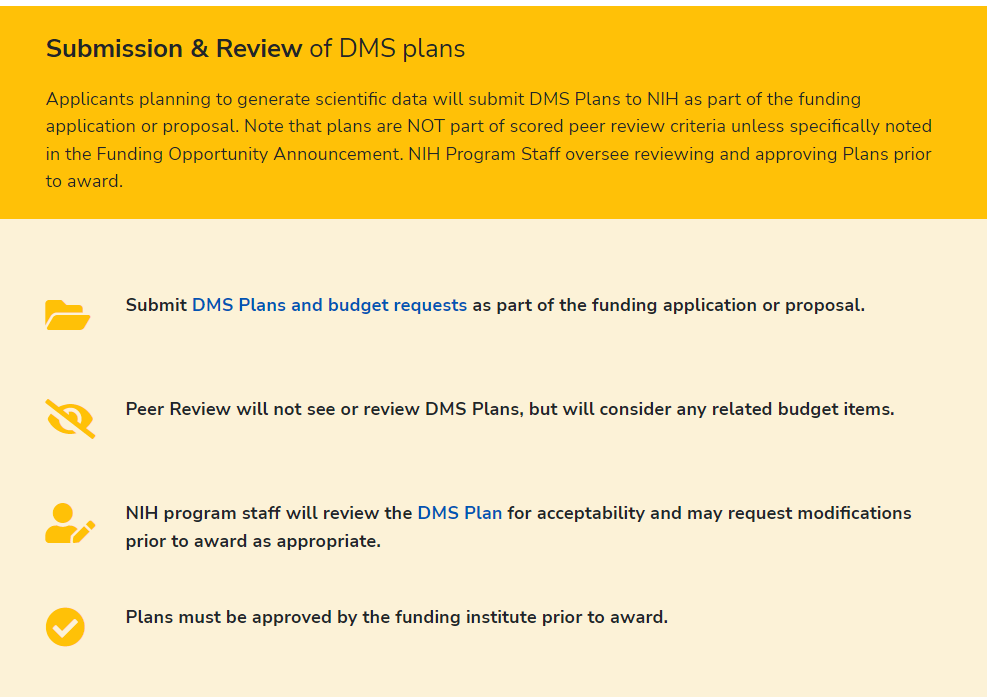 Submission & Review of DMS plans
Applicants planning to generate scientific data will submit DMS Plans to NIH as part of the funding
application or proposal. Note that plans are NOT part of scored peer review criteria unless specifically noted
in the Funding Opportunity Announcement. NIH Program Staff oversee reviewing and approving Plans prior
to award.
Submit DMS Plans and budget requests as part of the funding application or proposal.
Peer Review will not see or review DMS Plans, but will consider any related budget items.
NIH program staff will review the DMS Plan for acceptability and may request modifications
prior to award as appropriate.
Plans must be approved by the funding institute prior to award.